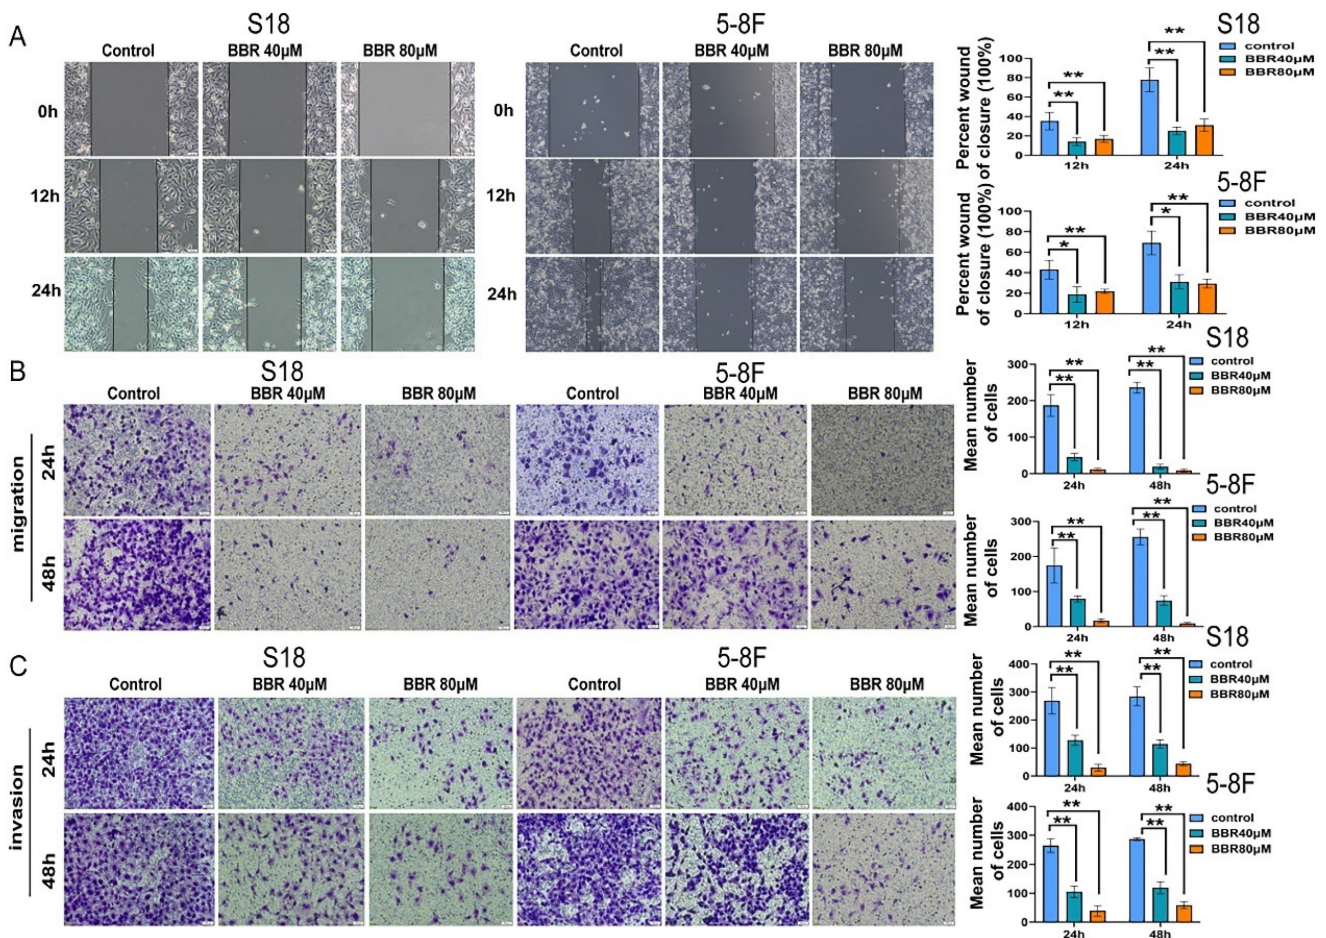 A
S18
Control BBR 40μM BBR 80μM
0h
12h
24h
5-8F
Control BBR 40μM BBR 80μM
0h
12h
24h
S18
Percent wound
of closure (100%)
100
80
60
40
20
0
** ** ** **
12h 24h
control
BBR40μM
BBR80μM
5-8F
Percent wound
of closure (100%)
100
80
60
40
20
0
* ** * **
12h 24h
control
BBR40μM
BBR80μM
B
S18 5-8F
Control BBR 40μM BBR 80μM Control BBR 40μM BBR 80μM
migration
24h
48h
S18
Mean number
of cells
300
200
100
0
** ** ** **
24h 48h
control
BBR40μM
BBR80μM
5-8F
Mean number
of cells
300
200
100
0
** ** ** **
24h 48h
control
BBR40μM
BBR80μM
C
S18 5-8F
Control BBR 40μM BBR 80μM Control BBR 40μM BBR 80μM
invasion
24h
48h
S18
Mean number
of cells
400
300
200
100
0
** ** ** **
24h 48h
control
BBR40μM
BBR80μM
5-8F
Mean number
of cells
400
300
200
100
0
** ** ** **
24h 48h
control
BBR40μM
BBR80μM